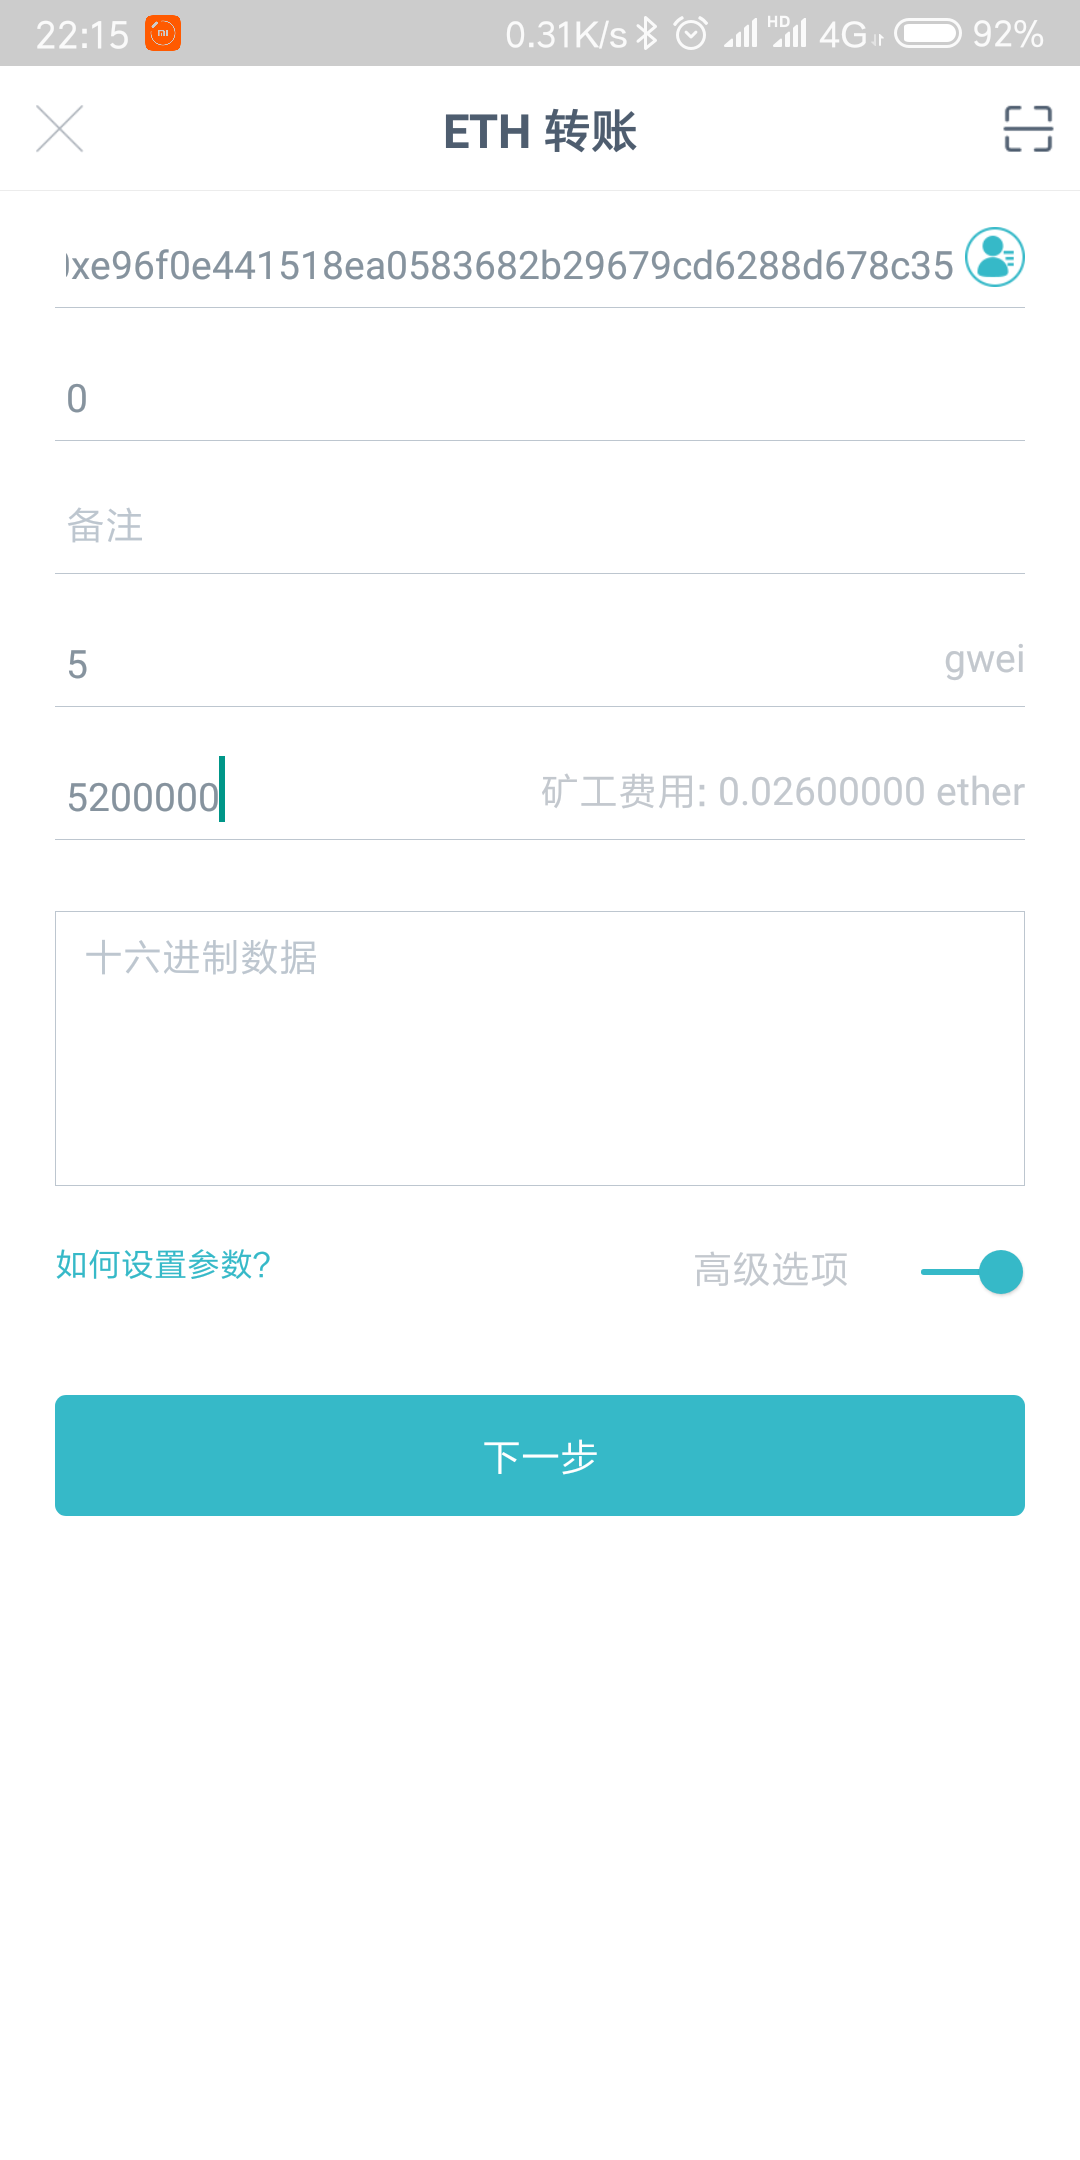 22:15 0.31K/s HD 4G 92%
ETH 转账
0xe96f0e441518ea0583682b29679cd6288d678c35
0
备注
5 gwei
5200000 矿工费用: 0.02600000 ether
十六进制数据
如何设置参数? 高级选项
下一步